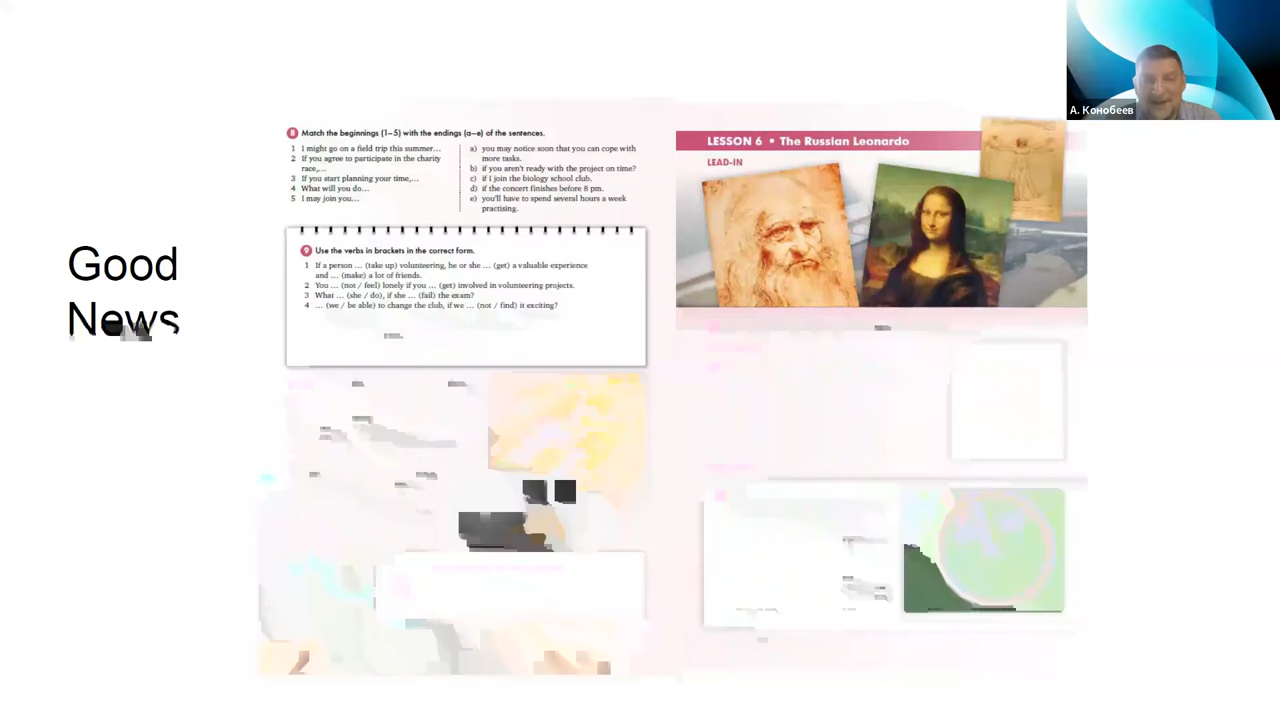 А. Конобеев
Good
News
8 Match the beginnings (1–5) with the endings (a–e) of the sentences.
1 I might go on a field trip this summer...
2 If you agree to participate in the charity
race,...
3 If you start planning your time,...
4 What will you do...
5 I may join you...
a) you may notice soon that you can cope with
more tasks.
b) if you aren't ready with the project on time?
c) if I join the biology school club.
d) if the concert finishes before 8 pm.
e) you'll have to spend several hours a week
practising.
9 Use the verbs in brackets in the correct form.
1 If a person ... (take up) volunteering, he or she ... (get) a valuable experience
and ... (make) a lot of friends.
2 You ... (not / feel) lonely if you ... (get) involved in volunteering projects.
3 What ... (she / do), if she ... (fail) the exam?
4 ... (we / be able) to change the club, if we ... (not / find) it exciting?
LESSON 6 • The Russian Leonardo
LEAD-IN